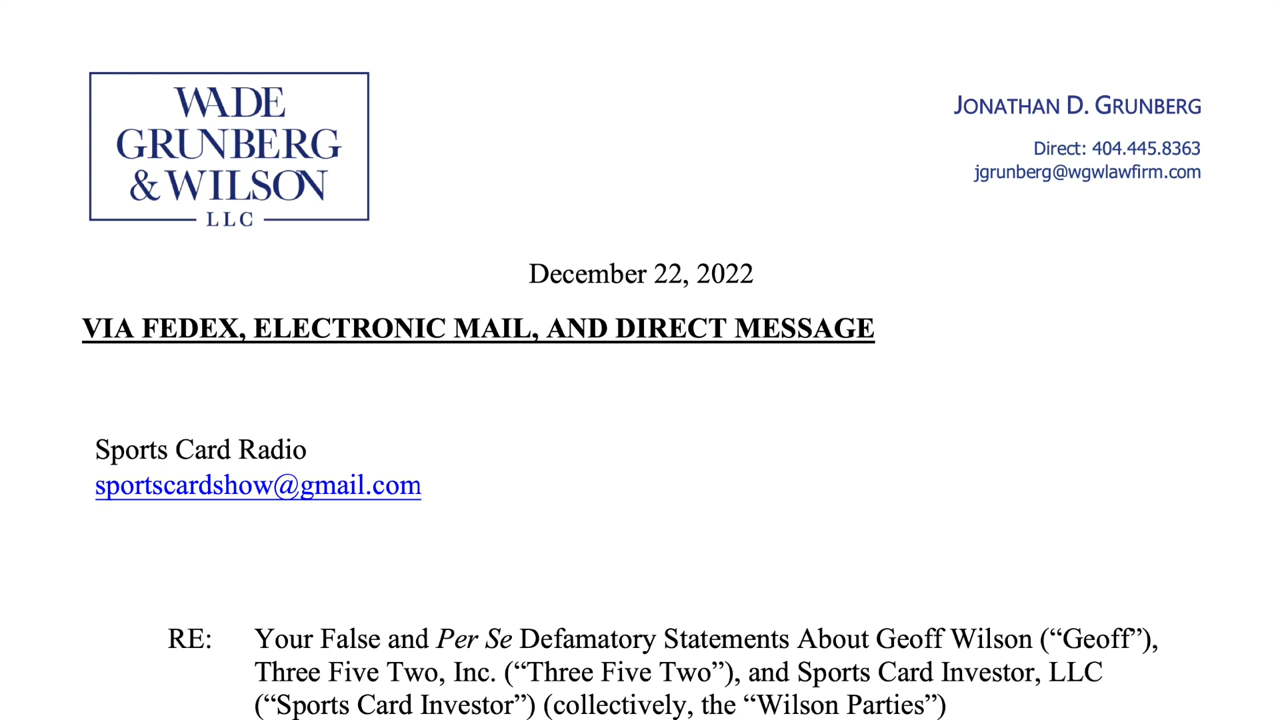 WADE
GRUNBERG
& WILSON
LLC
JONATHAN D. GRUNBERG
Direct: 404.445.8363
jgrunberg@wgwlawfirm.com
December 22, 2022
VIA FEDEX, ELECTRONIC MAIL, AND DIRECT MESSAGE
Sports Card Radio
sportscardshow@gmail.com
RE: Your False and Per Se Defamatory Statements About Geoff Wilson (“Geoff”),
Three Five Two, Inc. (“Three Five Two”), and Sports Card Investor, LLC
(“Sports Card Investor”) (collectively, the “Wilson Parties”)